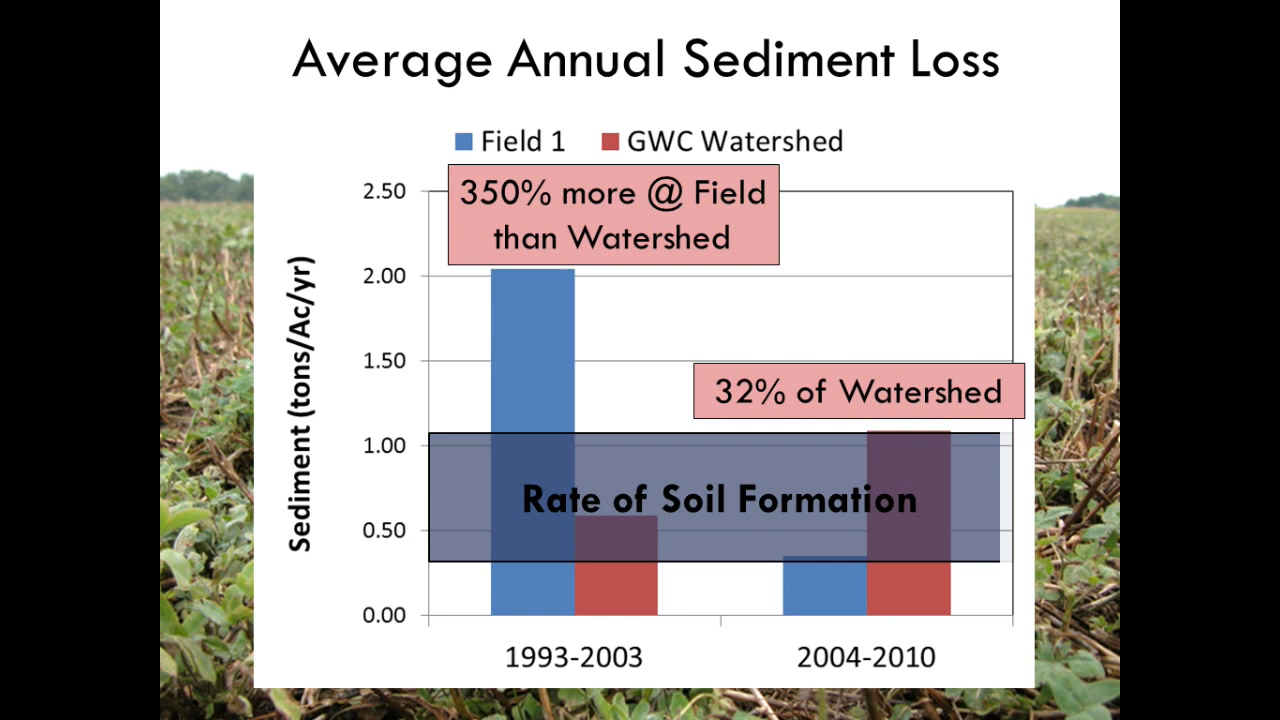 Average Annual Sediment Loss
Field 1 GWC Watershed
350% more @ Field
than Watershed
2.50
2.00
1.50
1.00
0.50
0.00
Sediment (tons/Ac/yr)
32% of Watershed
Rate of Soil Formation
1993-2003 2004-2010